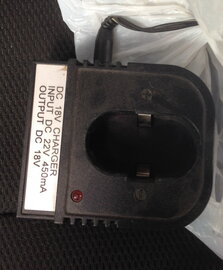 DC 18V CHARGER
INPUT DC 22V 450mA
OUTPUT DC 18V